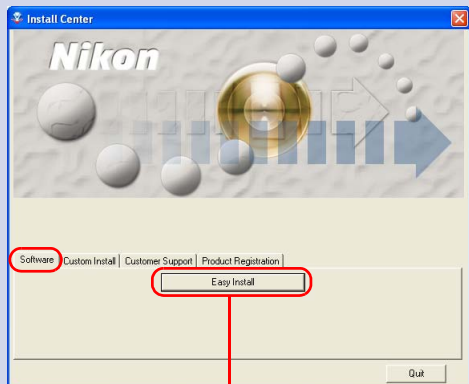 Install Center
Nikon
Software Custom Install Customer Support Product Registration
Easy Install
Quit